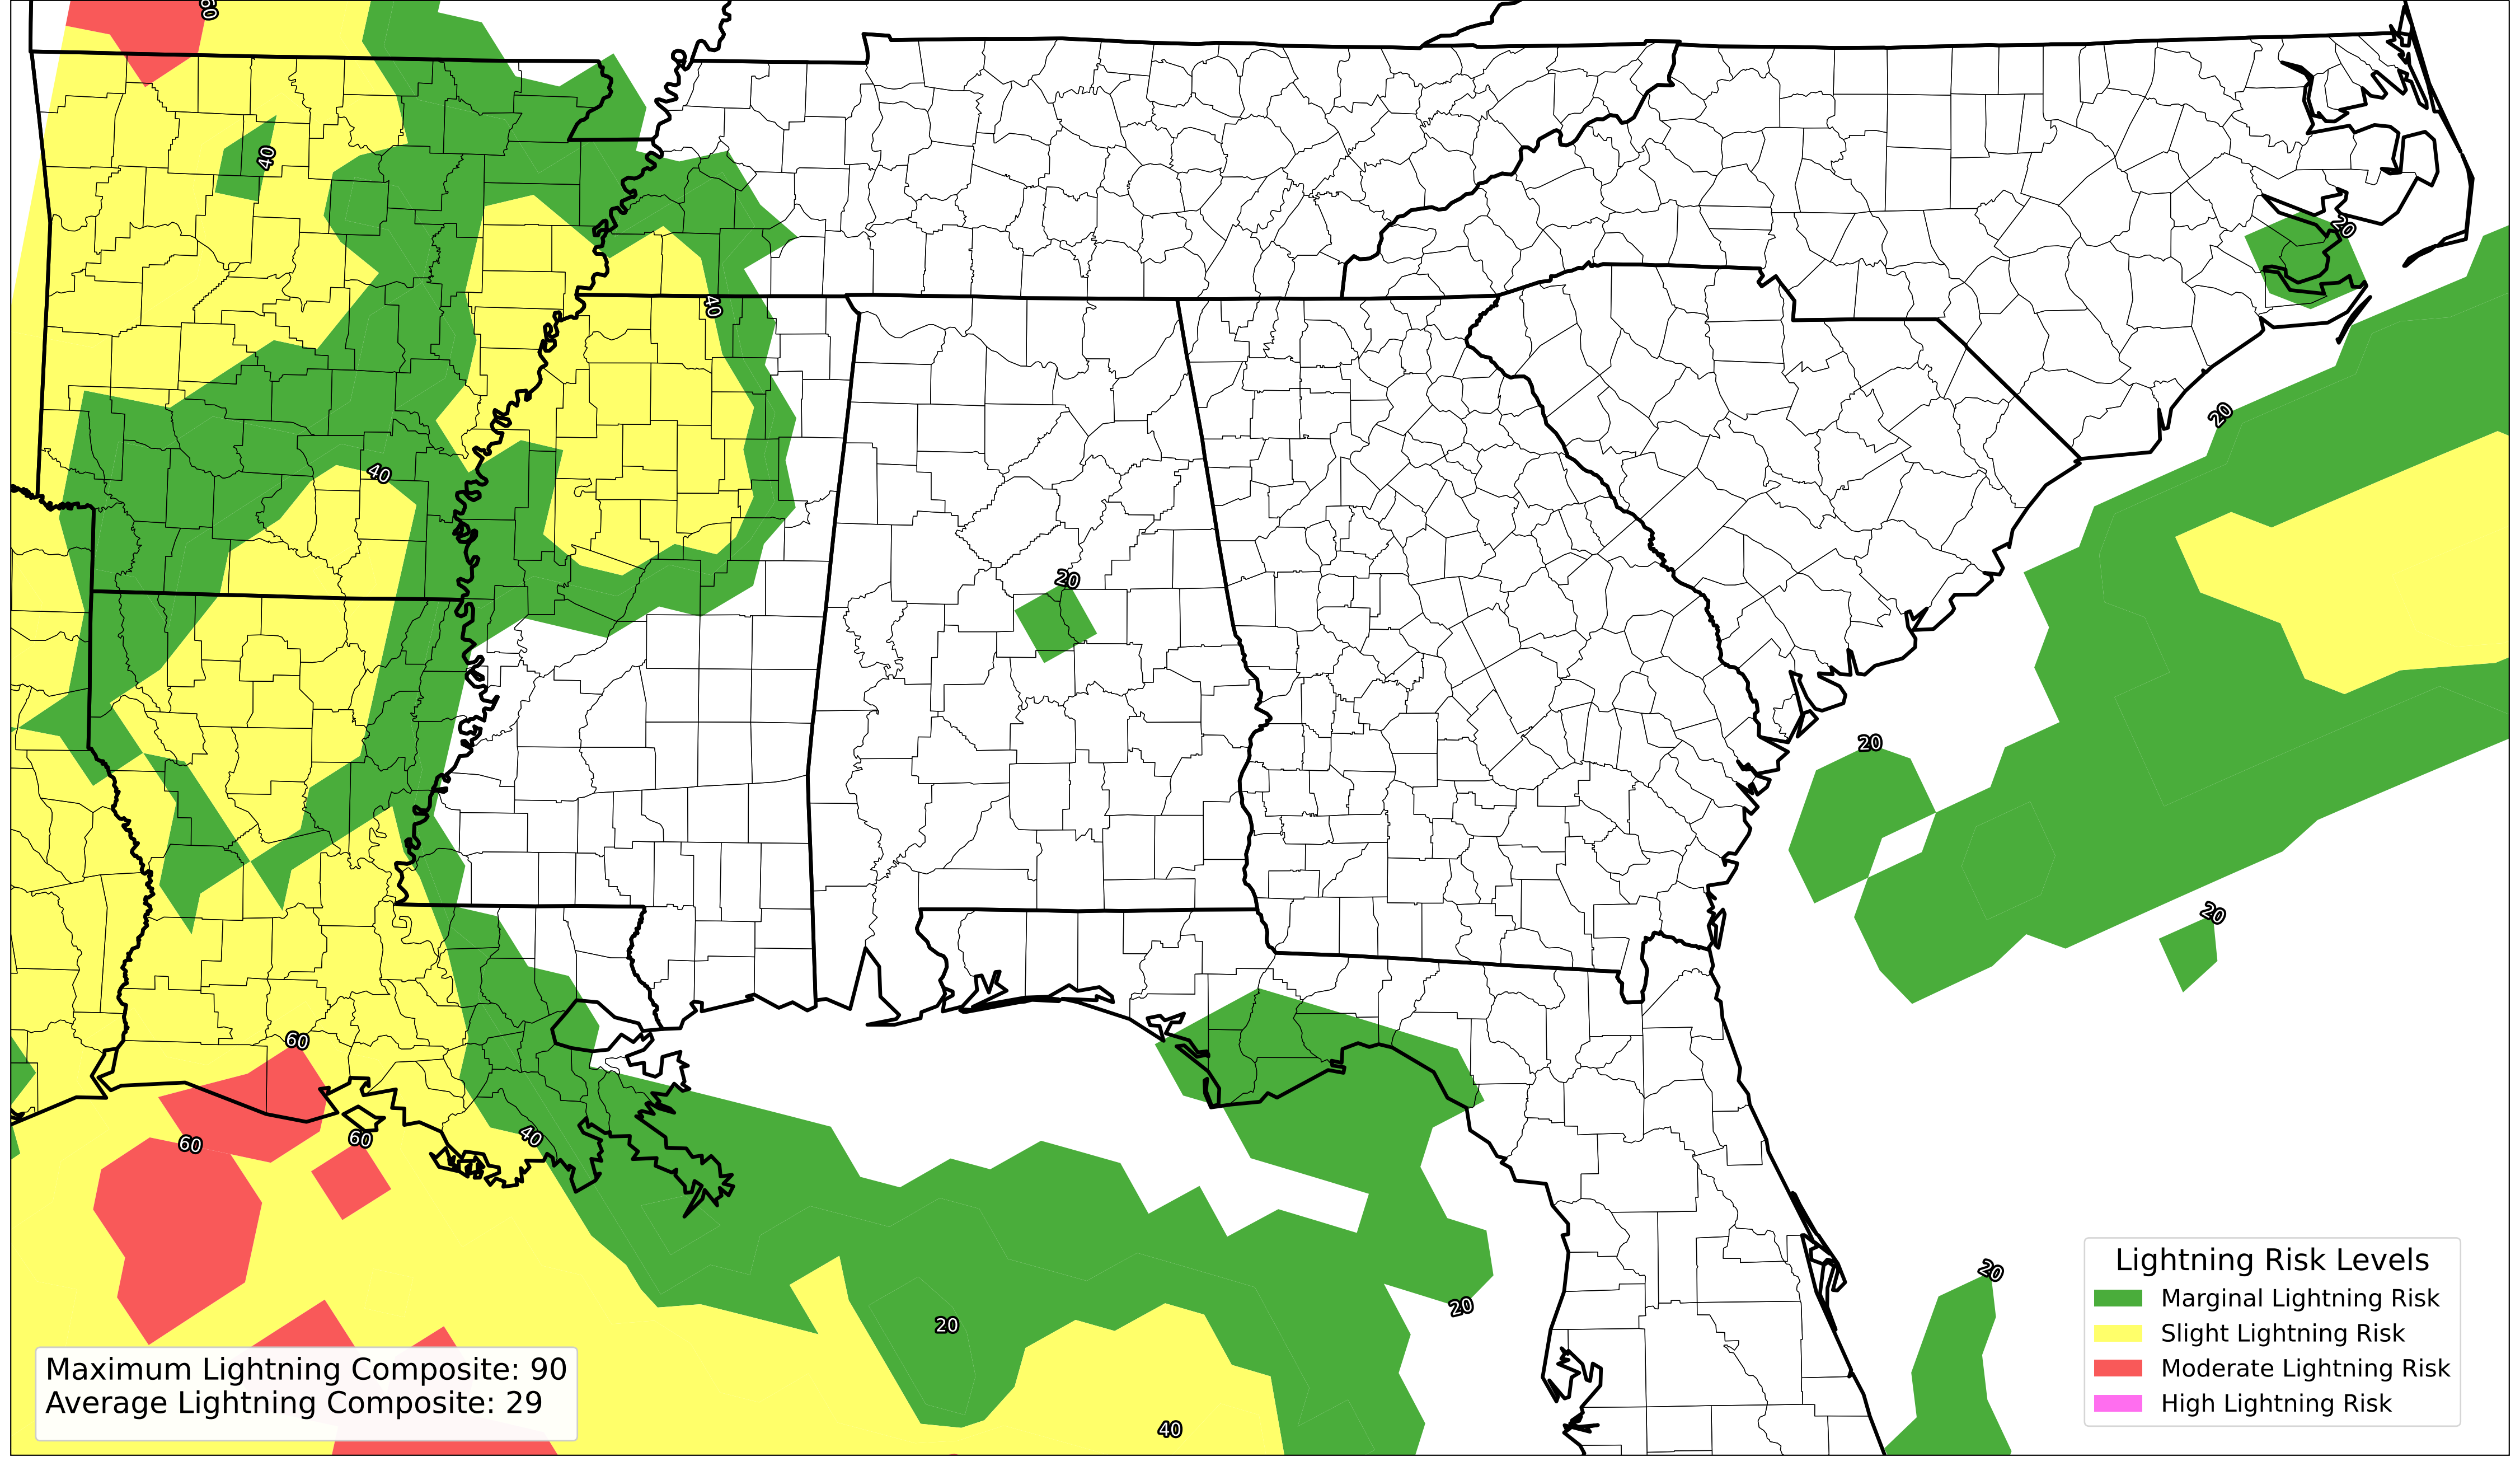 40
40
20
40
20
20
20
20
60
60
60
40
20
20
20
40
Lightning Risk Levels
Marginal Lightning Risk
Slight Lightning Risk
Moderate Lightning Risk
High Lightning Risk
Maximum Lightning Composite: 90
Average Lightning Composite: 29